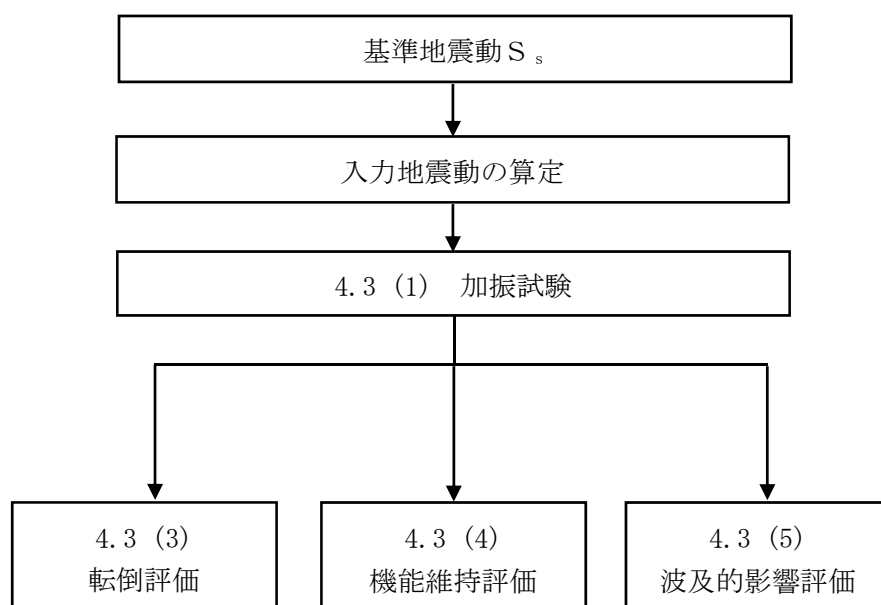 基準地震動Ｓｓ
入力地震動の算定
4.3 (1) 加振試験
4.3 (3)
転倒評価
4.3 (4)
機能維持評価
4.3 (5)
波及的影響評価